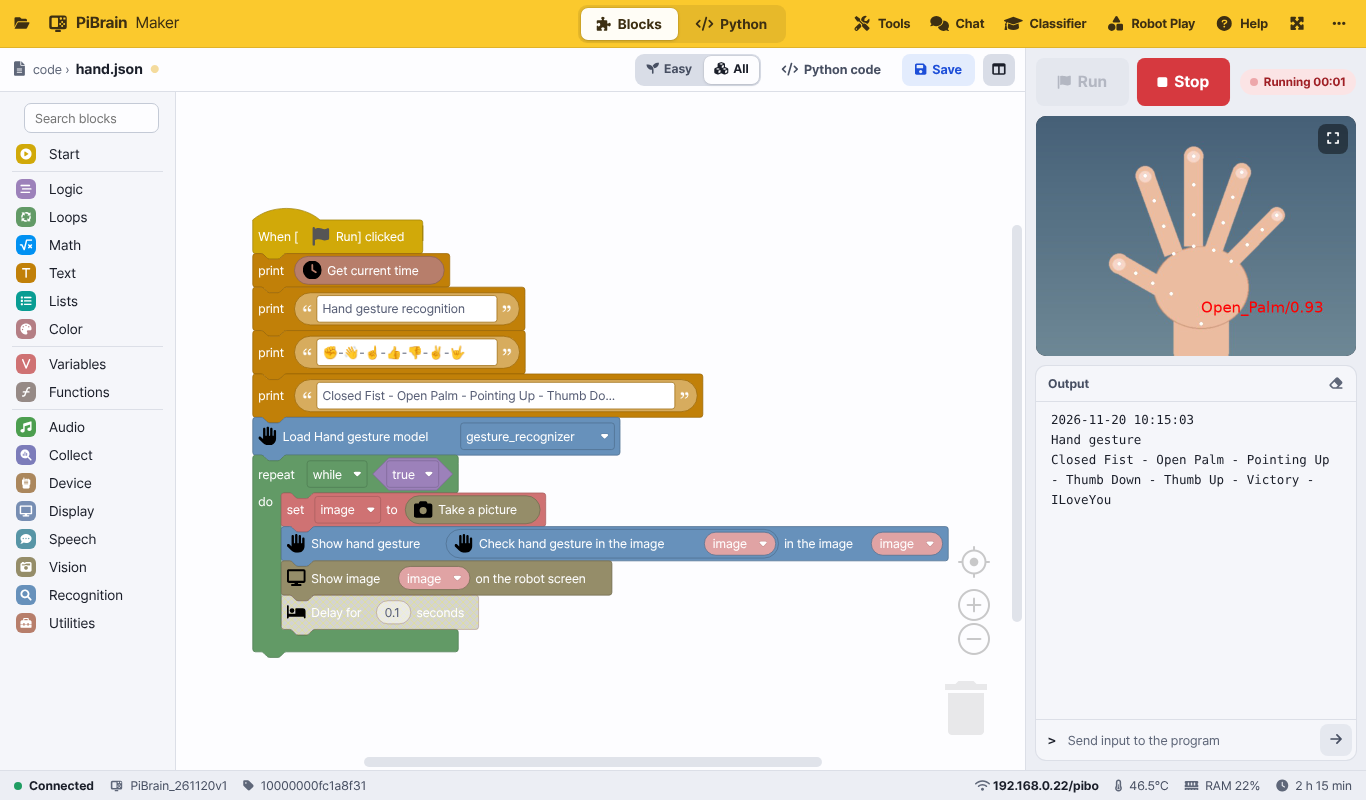 PiBrain Maker
Blocks
Python
Tools
Chat
Classifier
Robot Play
Help
code › hand.json
Easy
All
Python code
Save
Run
Stop
Running 00:01
Search blocks
Start
Logic
Loops
Math
Text
Lists
Color
Variables
Functions
Audio
Collect
Device
Display
Speech
Vision
Recognition
Utilities
When [ Run] clicked
print Get current time
print “ Hand gesture recognition ”
print “ ✊-👋-☝-👍-👎-✌-🤟 ”
print “ Closed Fist - Open Palm - Pointing Up - Thumb Do... ”
Load Hand gesture model gesture_recognizer
repeat while true
do
set image to Take a picture
Show hand gesture Check hand gesture in the image image in the image image
Show image image on the robot screen
Delay for 0.1 seconds
Open_Palm/0.93
Output
2026-11-20 10:15:03
Hand gesture
Closed Fist - Open Palm - Pointing Up
- Thumb Down - Thumb Up - Victory -
ILoveYou
> Send input to the program
Connected
PiBrain_261120v1
10000000fc1a8f31
192.168.0.22/pibo
46.5°C
RAM 22%
2 h 15 min